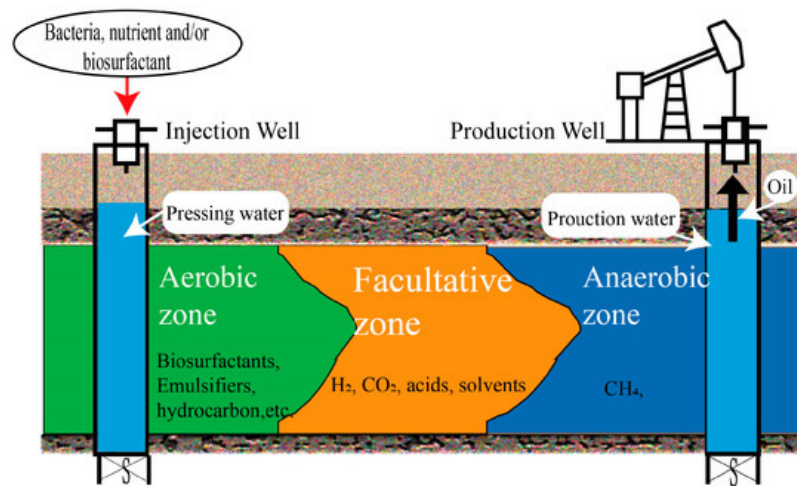 Bacteria, nutrient and/or
biosurfactant
Injection Well
Production Well
Oil
Pressing water
Prouction water
Aerobic
zone
Facultative
zone
Anaerobic
zone
Biosurfactants,
Emulsifiers,
hydrocarbon,etc.
H₂, CO₂, acids, solvents
CH₄,
S
S